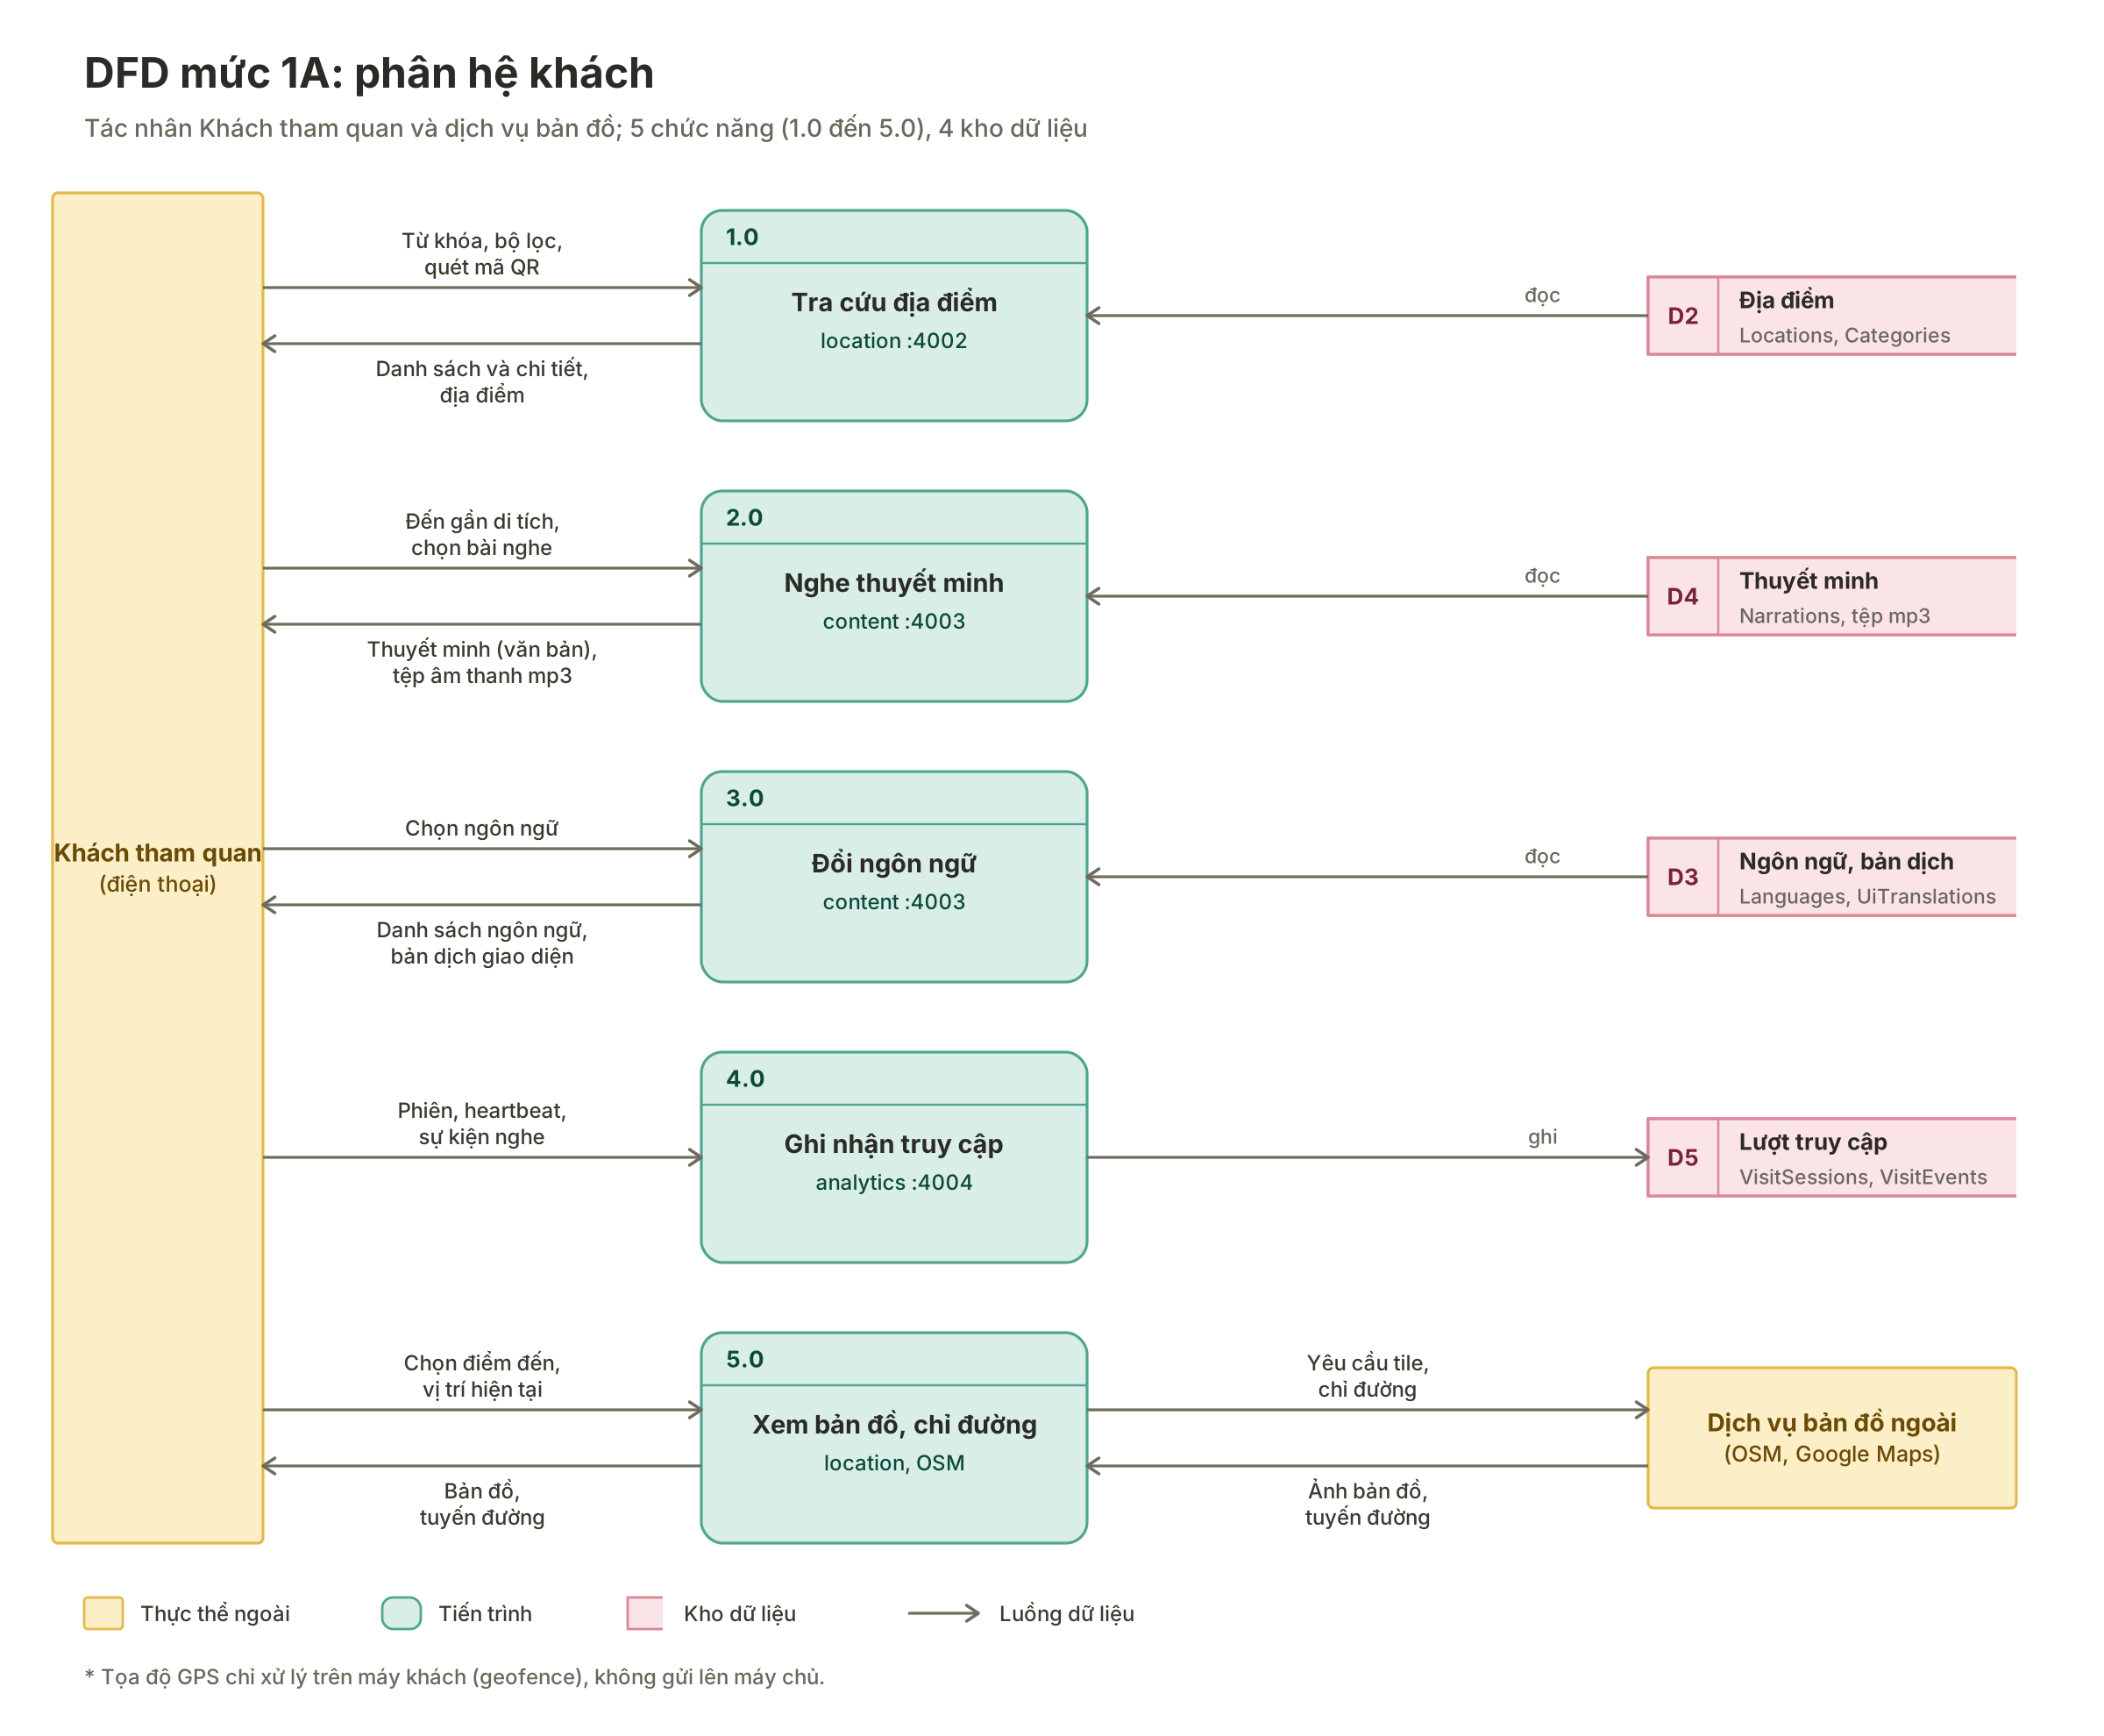 DFD mức 1A: phân hệ khách
Tác nhân Khách tham quan và dịch vụ bản đồ; 5 chức năng (1.0 đến 5.0), 4 kho dữ liệu
Khách tham quan
(điện thoại)
Từ khóa, bộ lọc,
quét mã QR
Danh sách và chi tiết,
địa điểm
1.0
Tra cứu địa điểm
location :4002
đọc
D2
Địa điểm
Locations, Categories
Đến gần di tích,
chọn bài nghe
Thuyết minh (văn bản),
tệp âm thanh mp3
2.0
Nghe thuyết minh
content :4003
đọc
D4
Thuyết minh
Narrations, tệp mp3
Chọn ngôn ngữ
Danh sách ngôn ngữ,
bản dịch giao diện
3.0
Đổi ngôn ngữ
content :4003
đọc
D3
Ngôn ngữ, bản dịch
Languages, UiTranslations
Phiên, heartbeat,
sự kiện nghe
4.0
Ghi nhận truy cập
analytics :4004
ghi
D5
Lượt truy cập
VisitSessions, VisitEvents
Chọn điểm đến,
vị trí hiện tại
Bản đồ,
tuyến đường
5.0
Xem bản đồ, chỉ đường
location, OSM
Yêu cầu tile,
chỉ đường
Ảnh bản đồ,
tuyến đường
Dịch vụ bản đồ ngoài
(OSM, Google Maps)
Thực thể ngoài
Tiến trình
Kho dữ liệu
Luồng dữ liệu
* Tọa độ GPS chỉ xử lý trên máy khách (geofence), không gửi lên máy chủ.